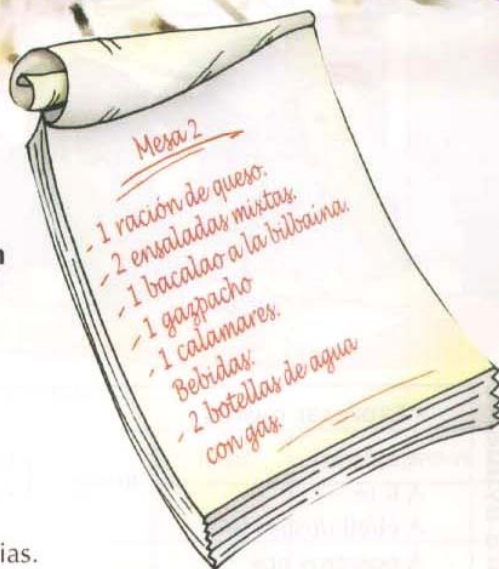 Mesa 2
- 1 ración de queso.
- 2 ensaladas mixtas.
- 1 bacalao a la bilbaina.
- 1 gazpacho
- 1 calamares.
Bebidas:
- 2 botellas de agua
con gas.
ias.